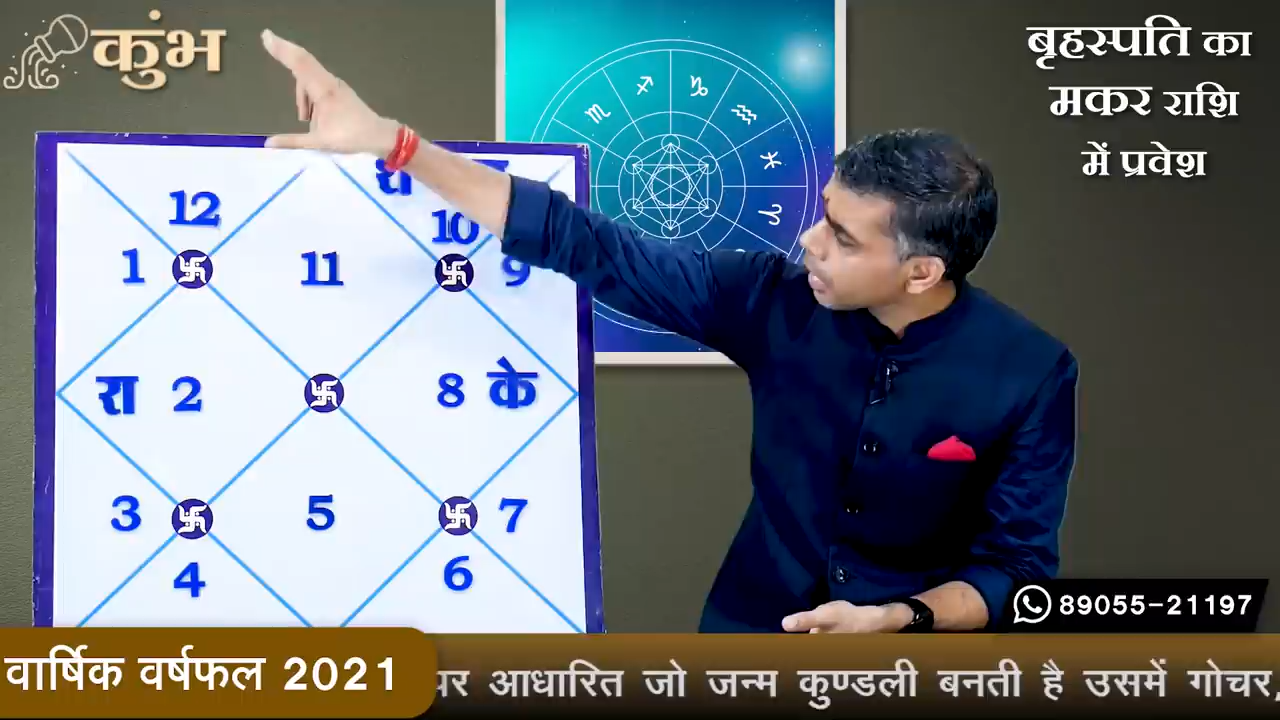 कुंभ
बृहस्पति का
मकर राशि
में प्रवेश
12
10
1
11
9
रा 2
8 के
3
5
7
4
6
89055-21197
वार्षिक वर्षफल 2021
पर आधारित जो जन्म कुण्डली बनती है उसमें गोचर,